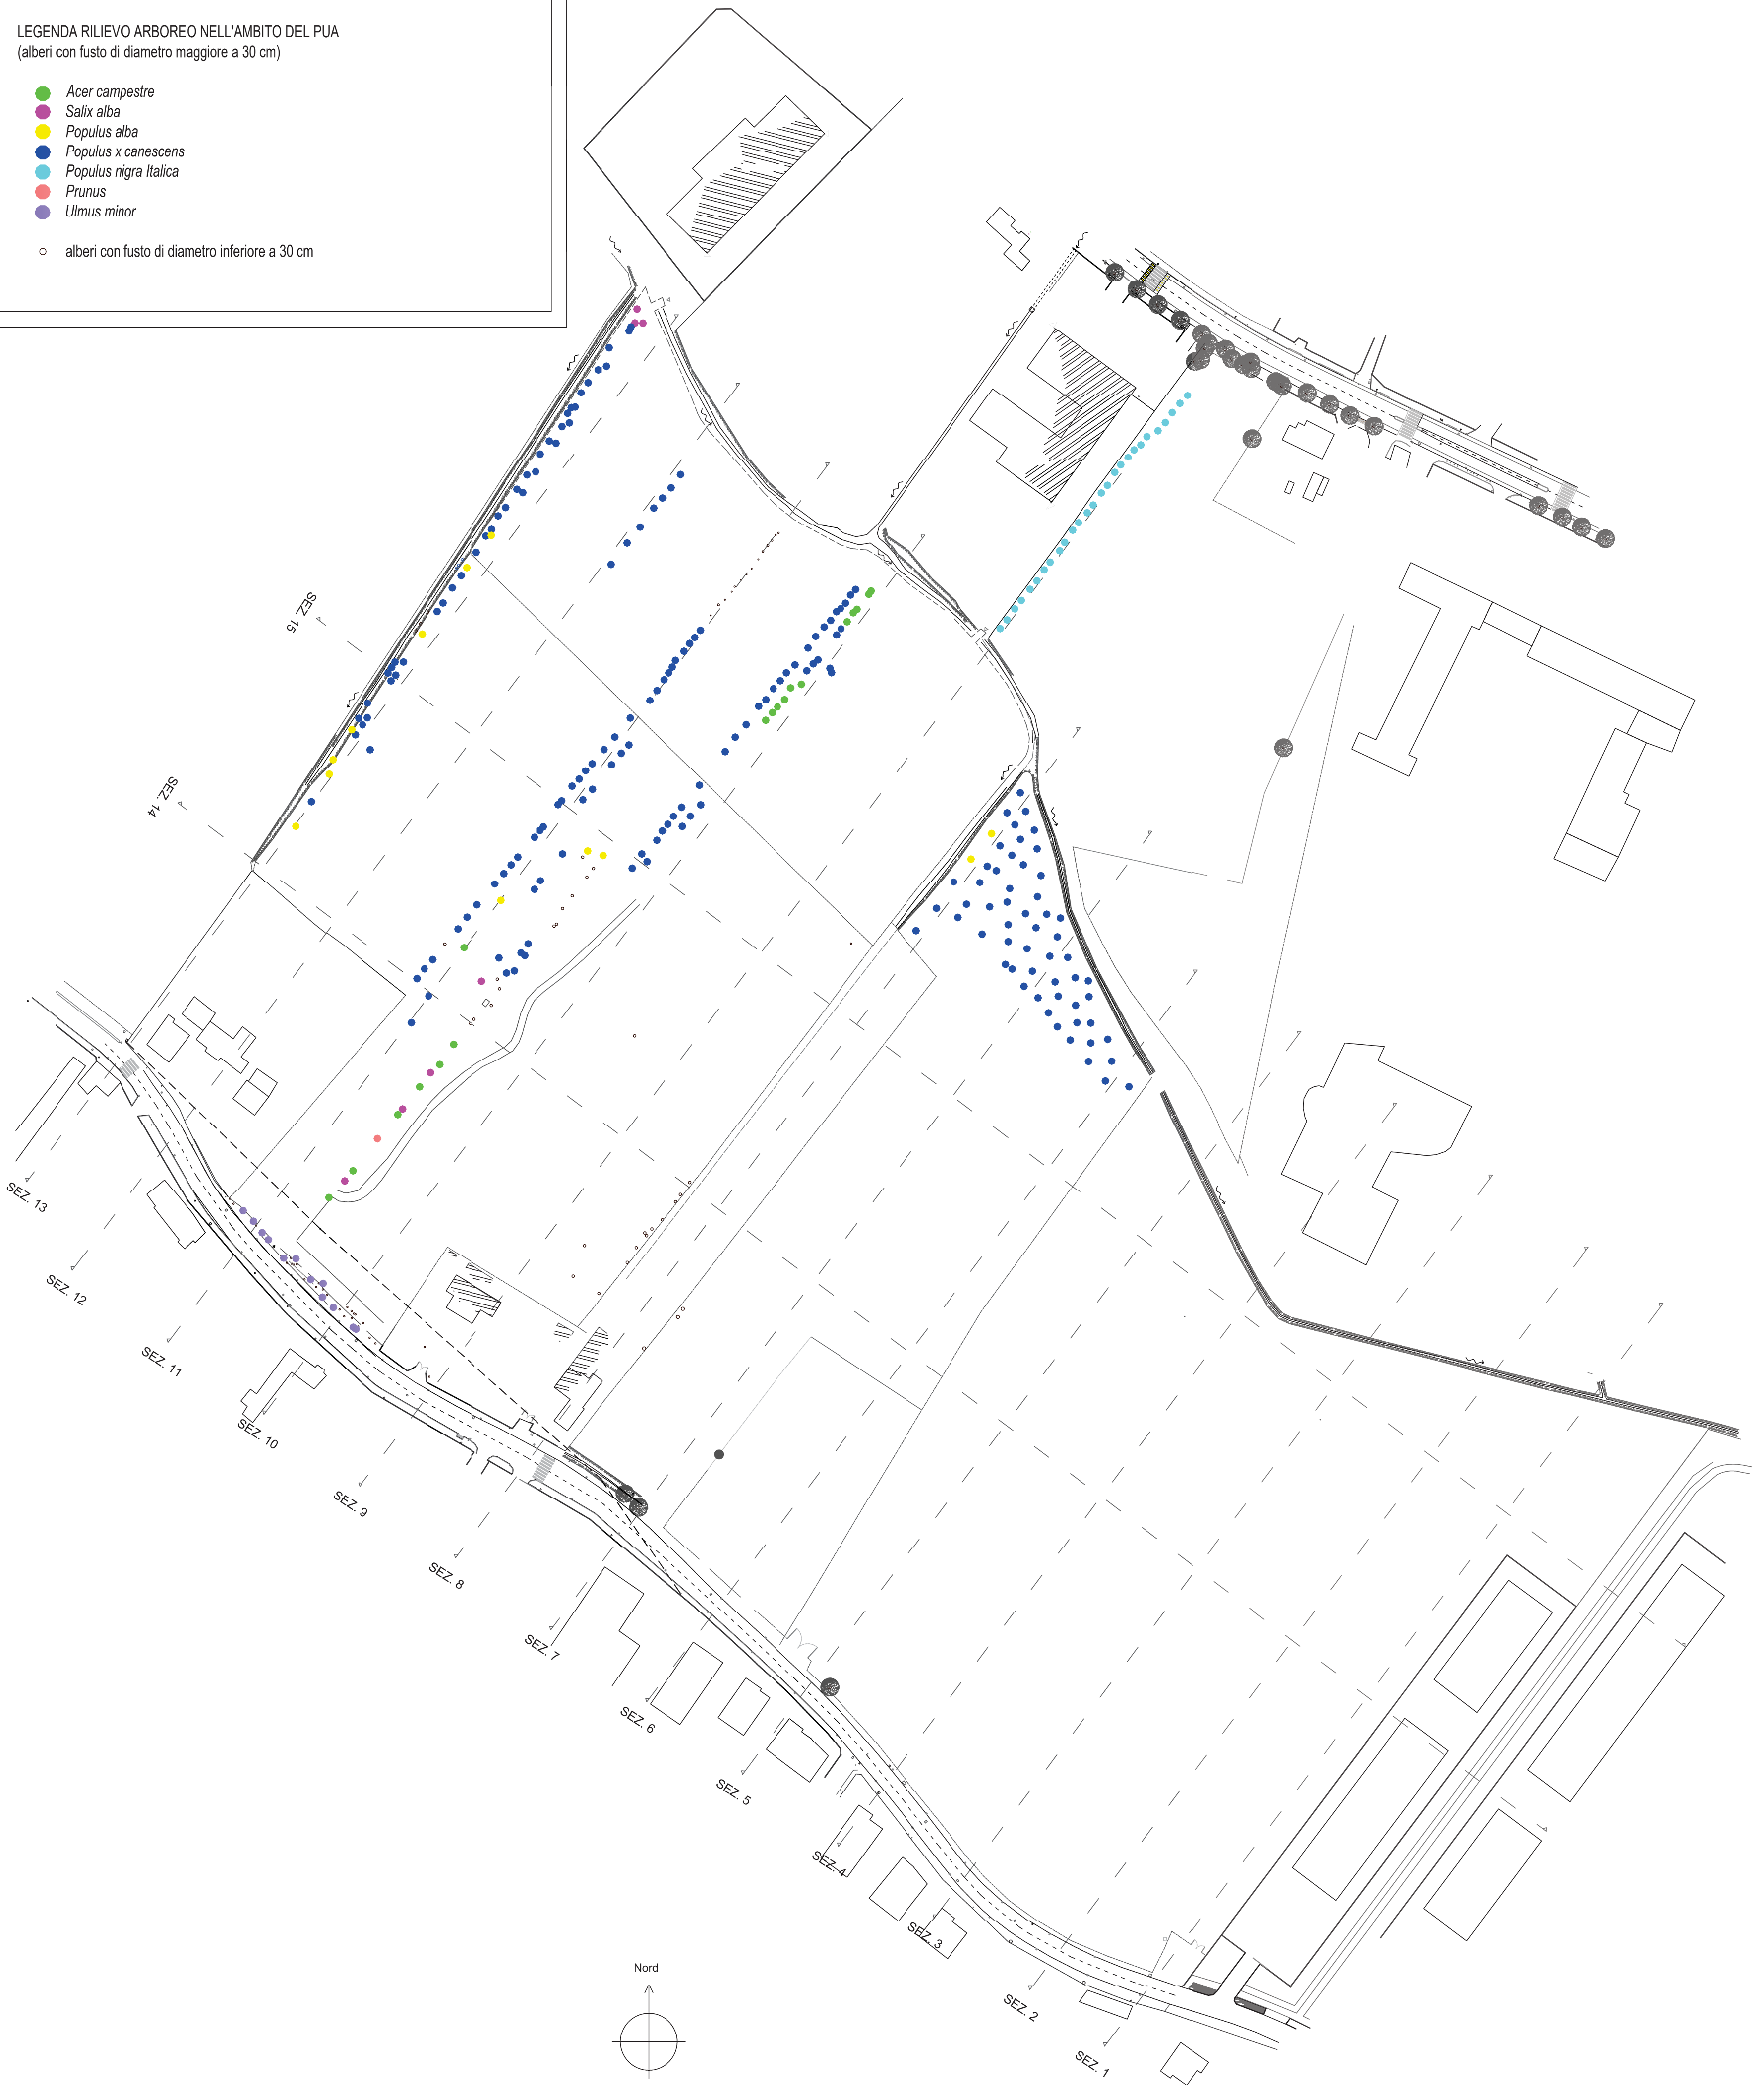 LEGENDA RILIEVO ARBOREO NELL'AMBITO DEL PUA
(alberi con fusto di diametro maggiore a 30 cm)
Acer campestre
Salix alba
Populus alba
Populus x canescens
Populus nigra Italica
Prunus
Ulmus minor
alberi con fusto di diametro inferiore a 30 cm
SEZ. 15
SEZ. 14
SEZ. 13
SEZ. 12
SEZ. 11
SEZ. 10
SEZ. 9
SEZ. 8
SEZ. 7
SEZ. 6
SEZ. 5
SEZ. 4
SEZ. 3
SEZ. 2
SEZ. 1
Nord